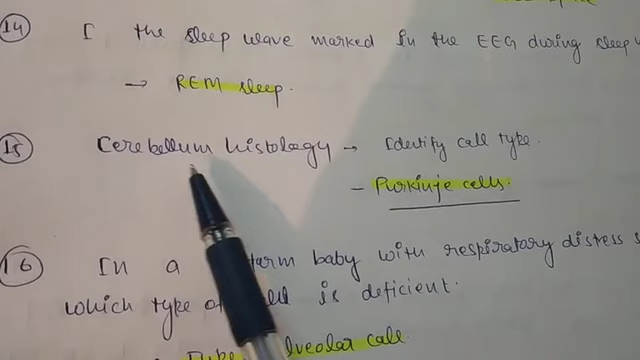 14 I the sleep wave marked in the EEG during sleep
→ REM sleep.
15 Cerebellum histology → Identify cell type.
– Purkinje cells.
16 In a term baby with respiratory distress
which type of cell is deficient.
alveolar cell.